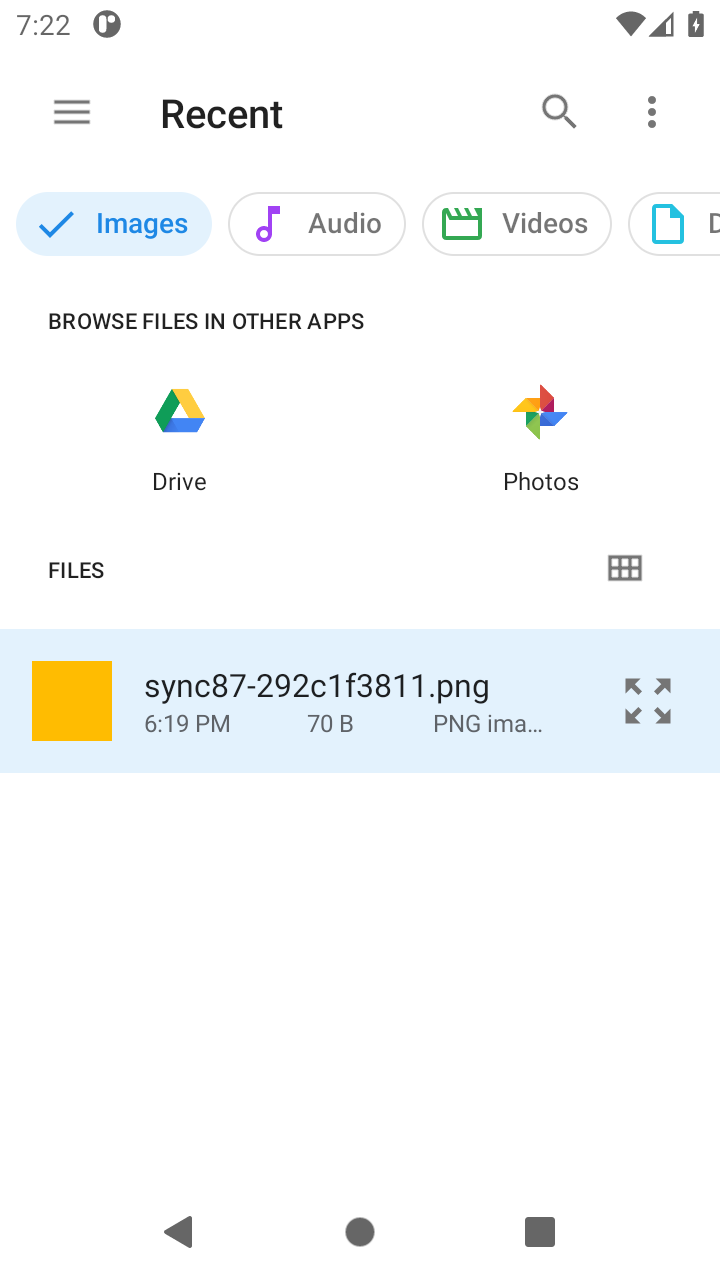 7:22
Recent
Images
Audio
Videos
D
BROWSE FILES IN OTHER APPS
Drive
Photos
FILES
sync87-292c1f3811.png
6:19 PM 70 B PNG ima...